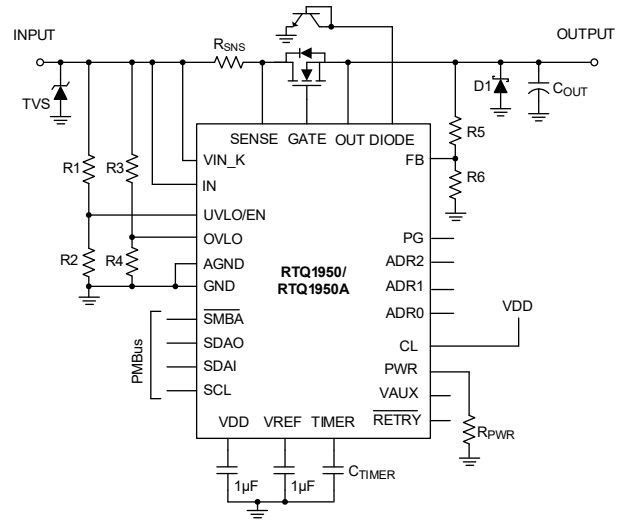 INPUT
OUTPUT
RSNS
TVS
D1
COUT
SENSE GATE OUT DIODE
R1
R3
R5
VIN_K
FB
R6
IN
UVLO/EN
R2
R4
OVLO
PG
AGND
RTQ1950/
RTQ1950A
ADR2
GND
ADR1
PMBus
SMBA
ADR0
VDD
SDAO
CL
SDAI
PWR
SCL
VAUX
RPWR
VDD VREF TIMER
RETRY
1μF
1μF
CTIMER